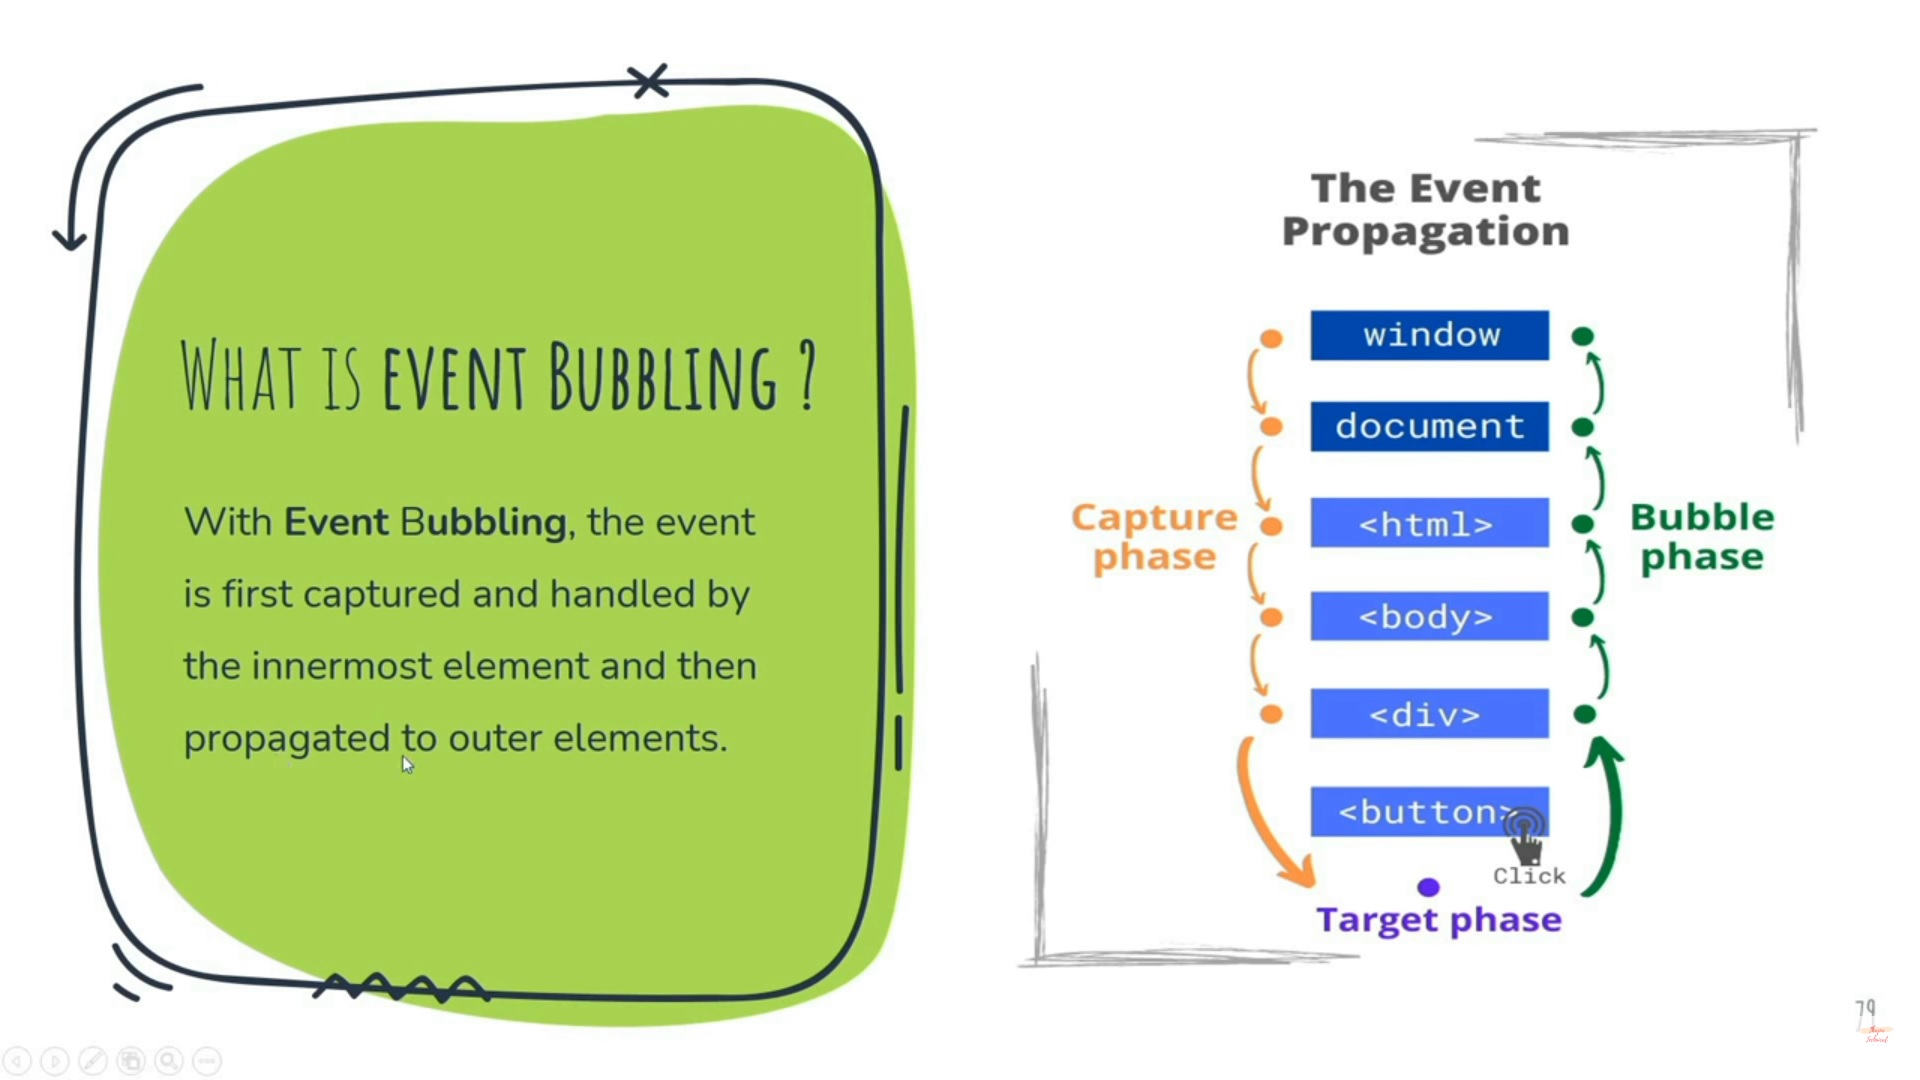 WHAT IS EVENT BUBBLING ?
With Event Bubbling, the event
is first captured and handled by
the innermost element and then
propagated to outer elements.
The Event
Propagation
window
document
<html>
<body>
<div>
<button>
Capture
phase
Bubble
phase
Click
Target phase
79